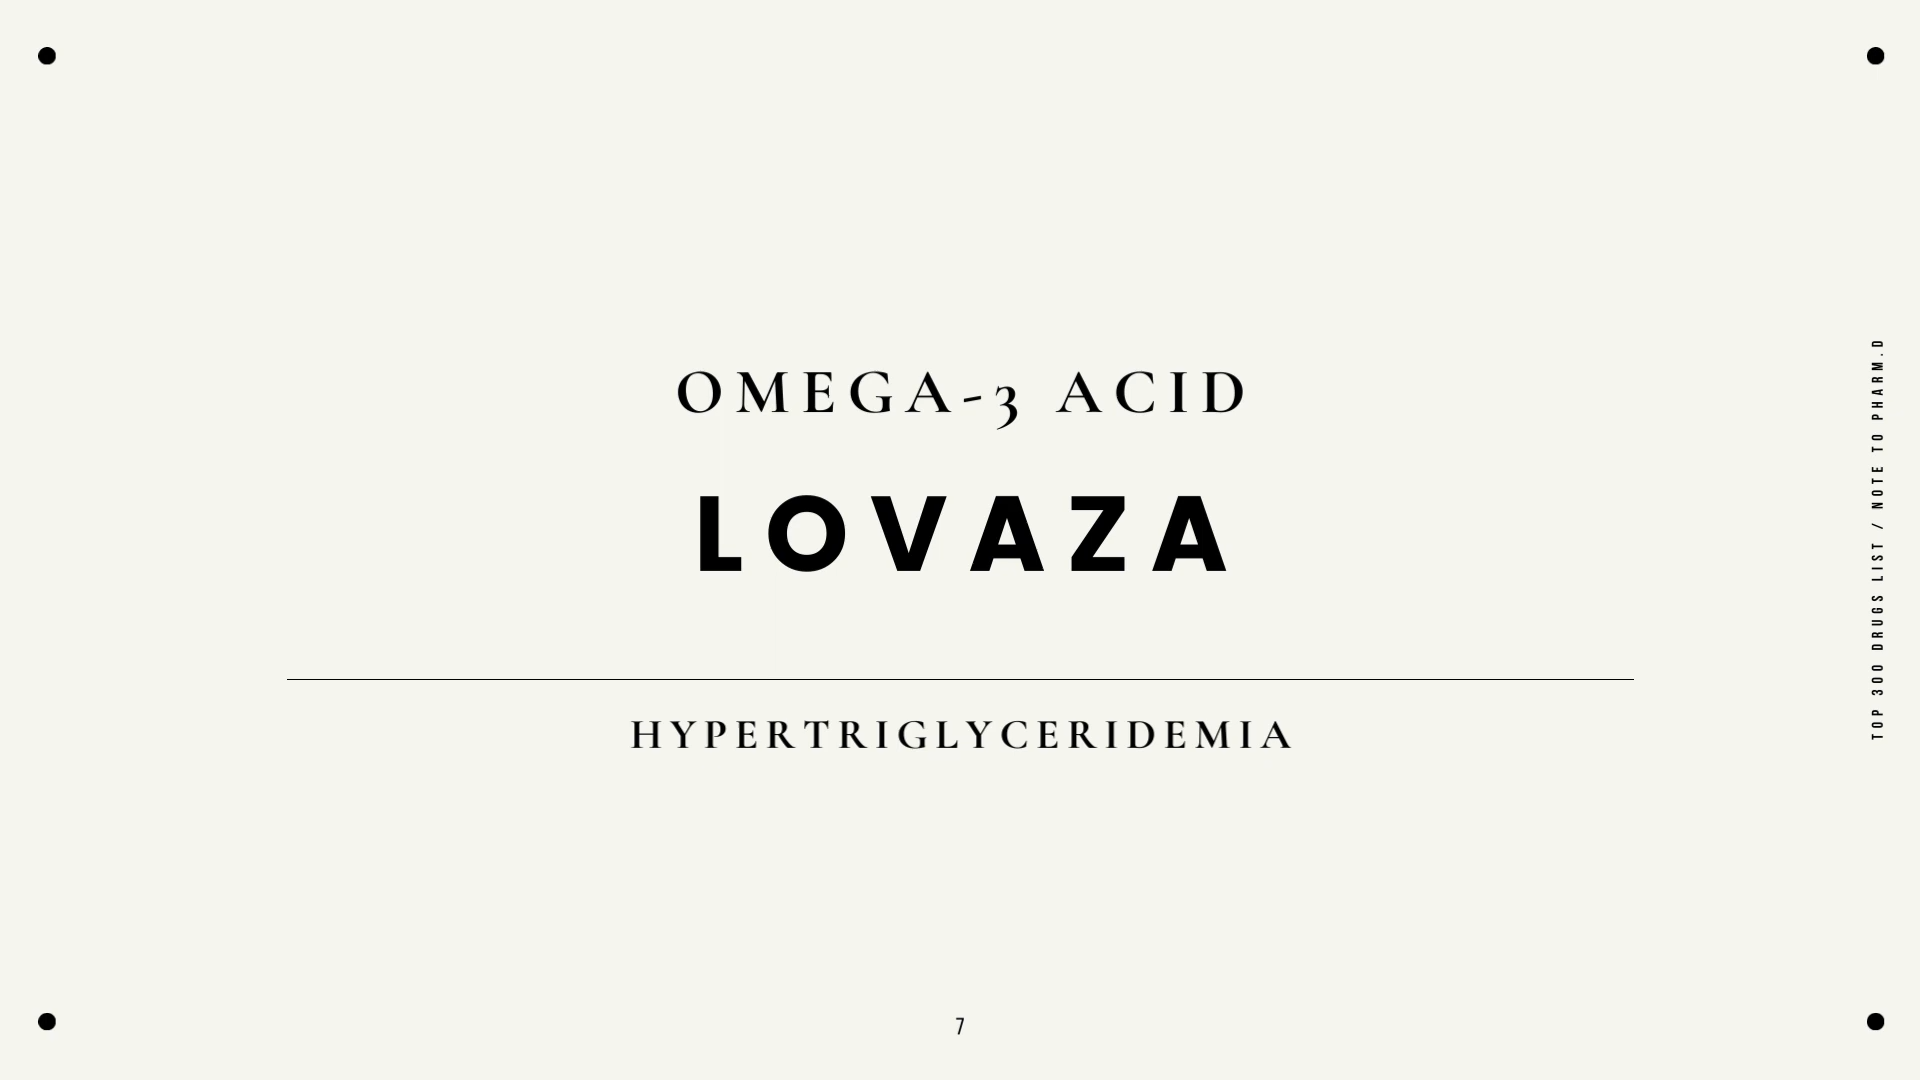 OMEGA-3 ACID
LOVAZA
HYPERTRIGLYCERIDEMIA
7
TOP 300 DRUGS LIST / NOTE TO PHARM.D